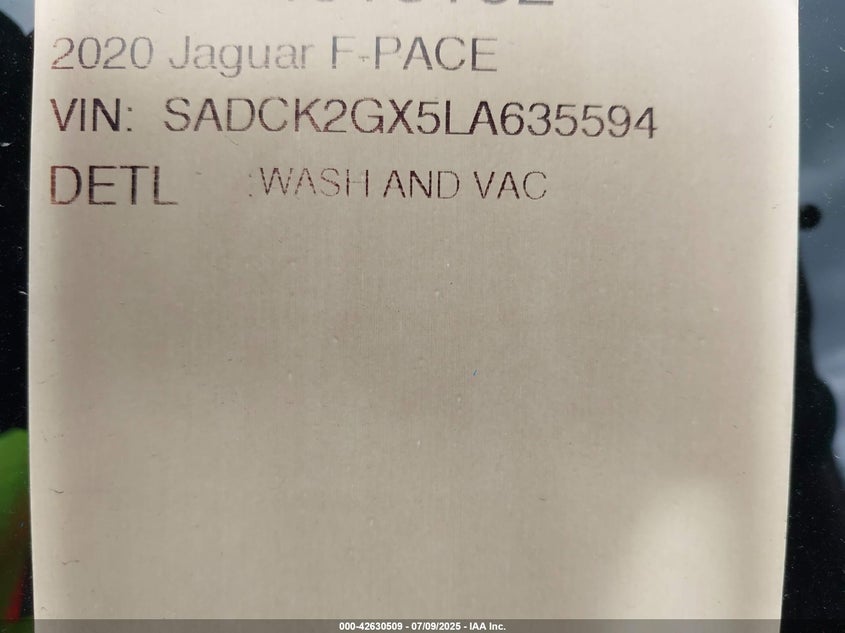 2020 Jaguar F-PACE
VIN: SADCK2GX5LA635594
DETL :WASH AND VAC
000-42630509 - 07/09/2025 - IAA Inc.